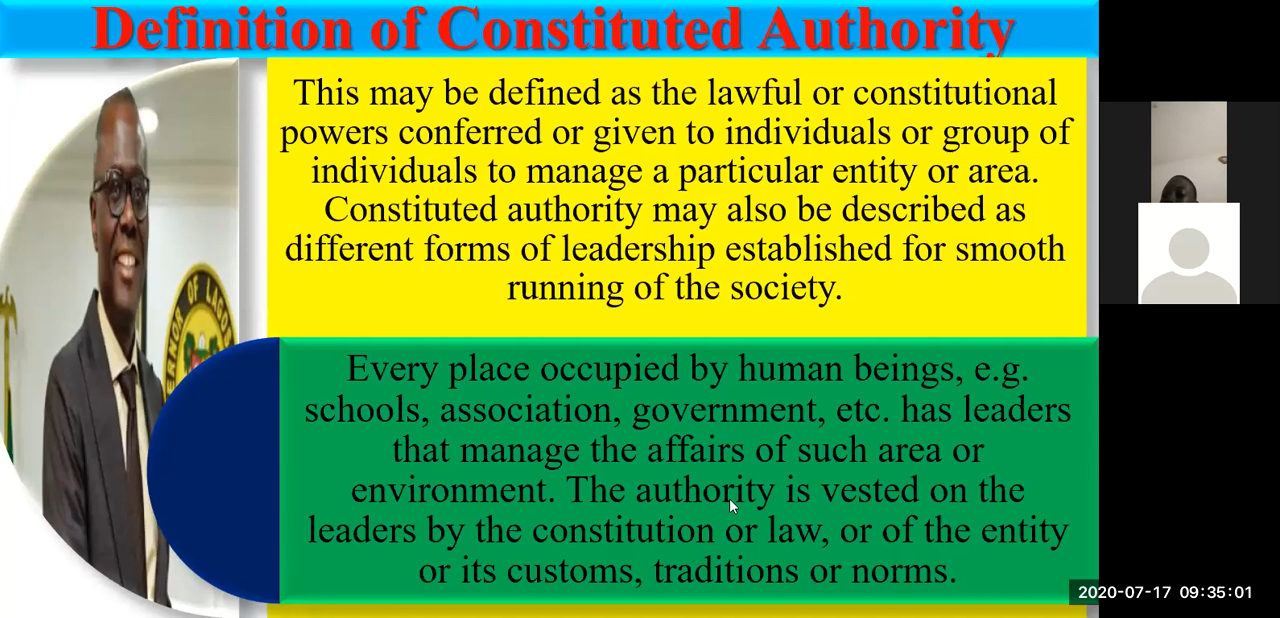 Definition of Constituted Authority
This may be defined as the lawful or constitutional
powers conferred or given to individuals or group of
individuals to manage a particular entity or area.
Constituted authority may also be described as
different forms of leadership established for smooth
running of the society.
Every place occupied by human beings, e.g.
schools, association, government, etc. has leaders
that manage the affairs of such area or
environment. The authority is vested on the
leaders by the constitution or law, or of the entity
or its customs, traditions or norms.
OF LAGOS
2020-07-17 09:35:01